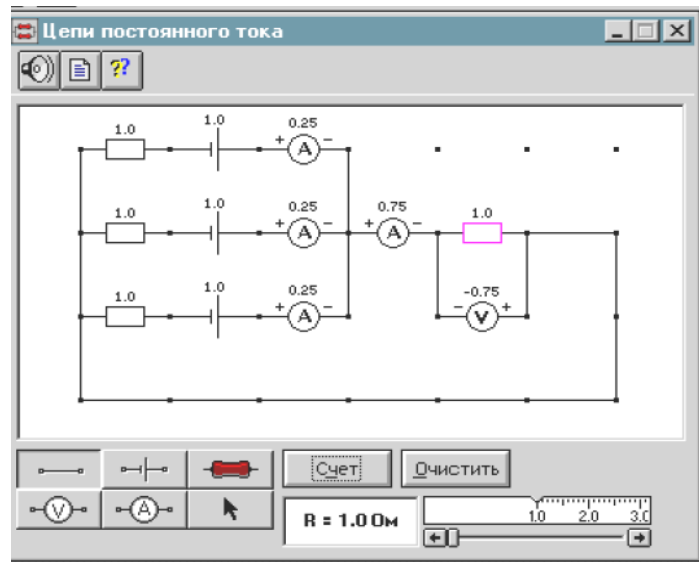 Цепи постоянного тока
??
1.0 1.0 0.25
+ A −
1.0 1.0 0.25 0.75 1.0
+ A − + A −
1.0 1.0 0.25 -0.75
+ A − − V +
Счет Очистить
V A R = 1.0 Ом 1.0 2.0 3.0